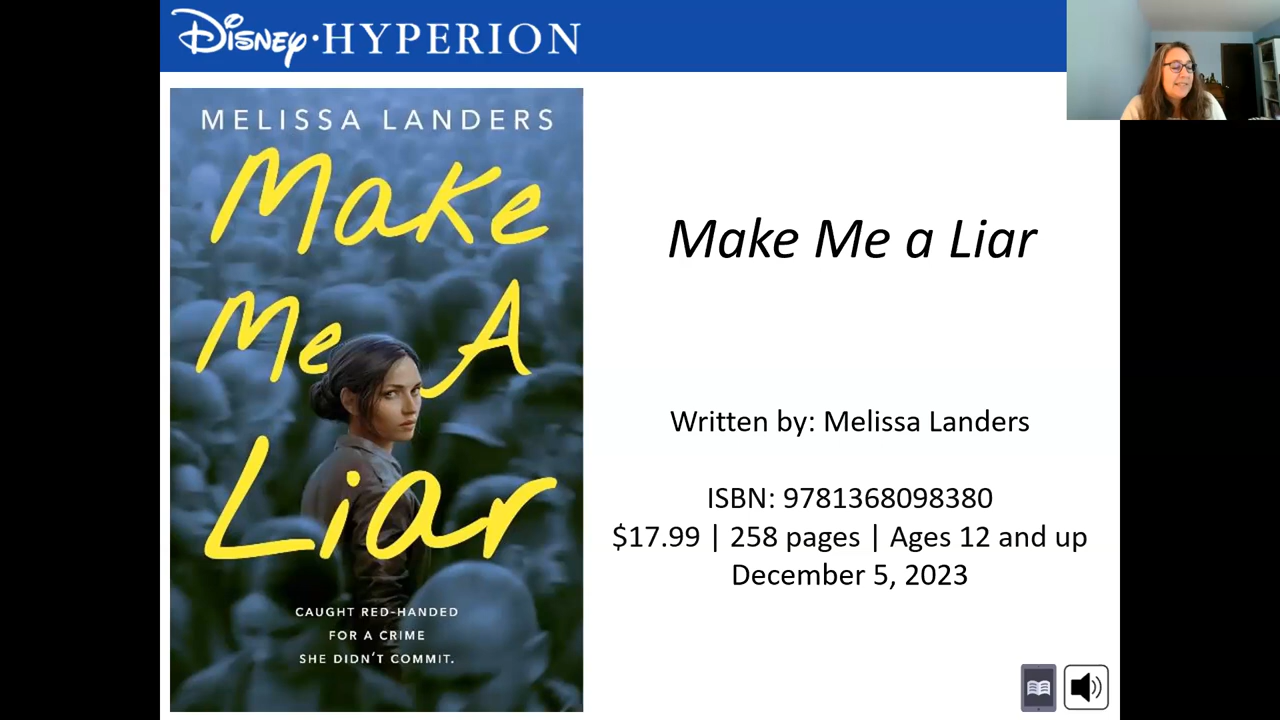 DISNEY·HYPERION
MELISSA LANDERS
Make
Me A
Liar
CAUGHT RED-HANDED
FOR A CRIME
SHE DIDN'T COMMIT.
Make Me a Liar
Written by: Melissa Landers
ISBN: 9781368098380
$17.99 | 258 pages | Ages 12 and up
December 5, 2023